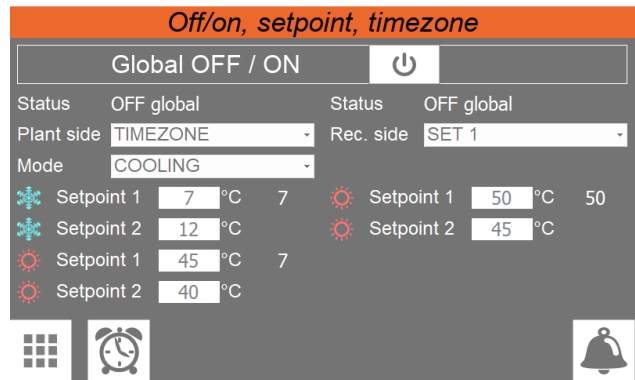 Off/on, setpoint, timezone
Global OFF / ON
Status OFF global Status OFF global
Plant side TIMEZONE Rec. side SET 1
Mode COOLING
Setpoint 1 7 °C 7 Setpoint 1 50 °C 50
Setpoint 2 12 °C Setpoint 2 45 °C
Setpoint 1 45 °C 7
Setpoint 2 40 °C